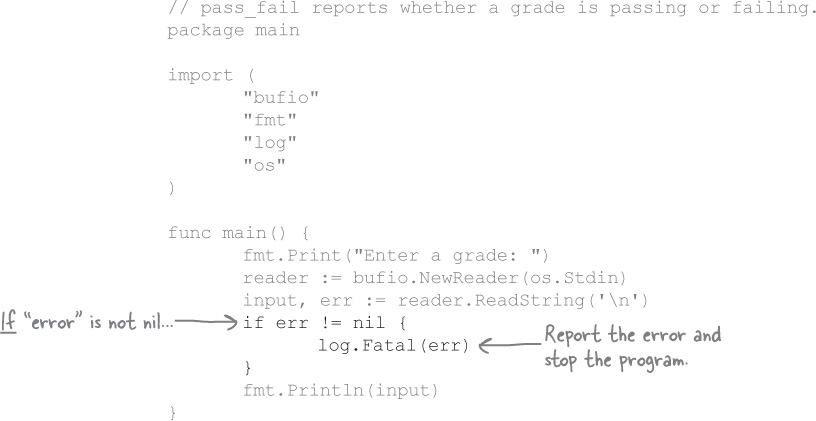 // pass_fail reports whether a grade is passing or failing.
package main
import (
"bufio"
"fmt"
"log"
"os"
)
func main() {
fmt.Print("Enter a grade: ")
reader := bufio.NewReader(os.Stdin)
input, err := reader.ReadString('\n')
If “error” is not nil...
if err != nil {
log.Fatal(err)
Report the error and
stop the program.
}
fmt.Println(input)
}